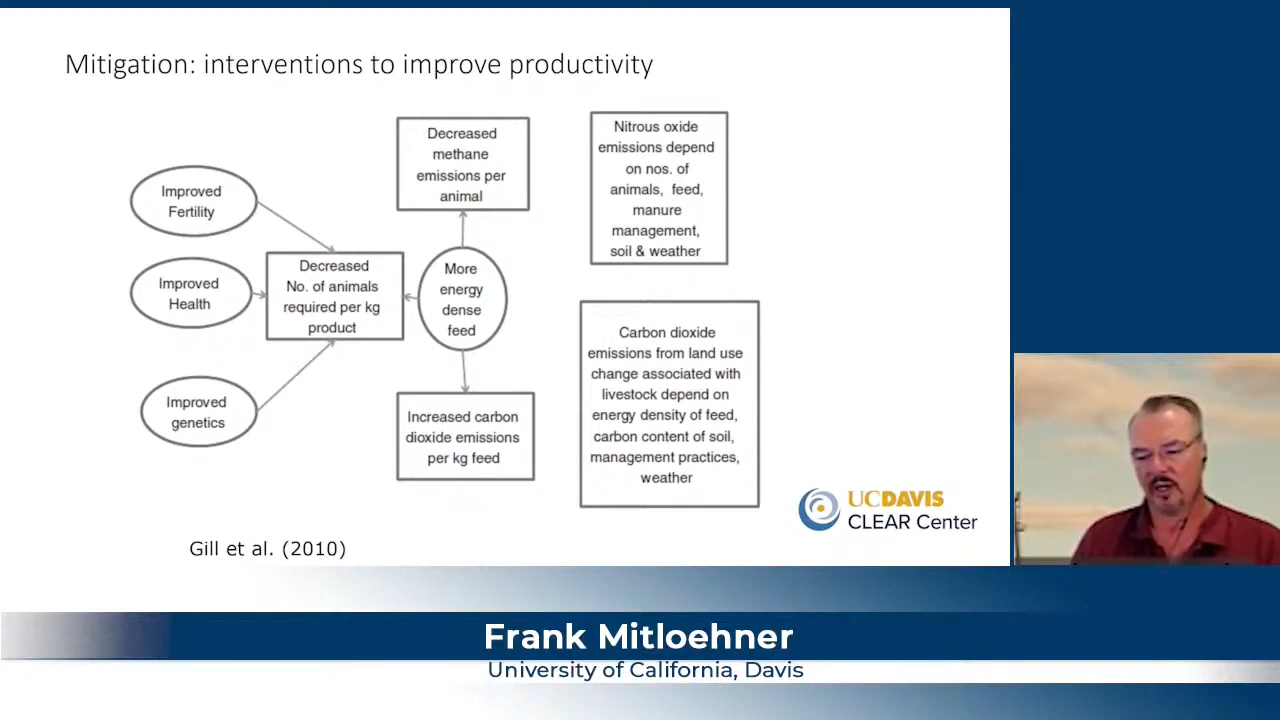 Mitigation: interventions to improve productivity
Improved
Fertility
Improved
Health
Improved
genetics
Decreased
No. of animals
required per kg
product
Decreased
methane
emissions per
animal
More
energy
dense
feed
Increased carbon
dioxide emissions
per kg feed
Nitrous oxide
emissions depend
on nos. of
animals, feed,
manure
management,
soil & weather
Carbon dioxide
emissions from land use
change associated with
livestock depend on
energy density of feed,
carbon content of soil,
management practices,
weather
UCDAVIS
CLEAR Center
Gill et al. (2010)
Frank Mitloehner
University of California, Davis